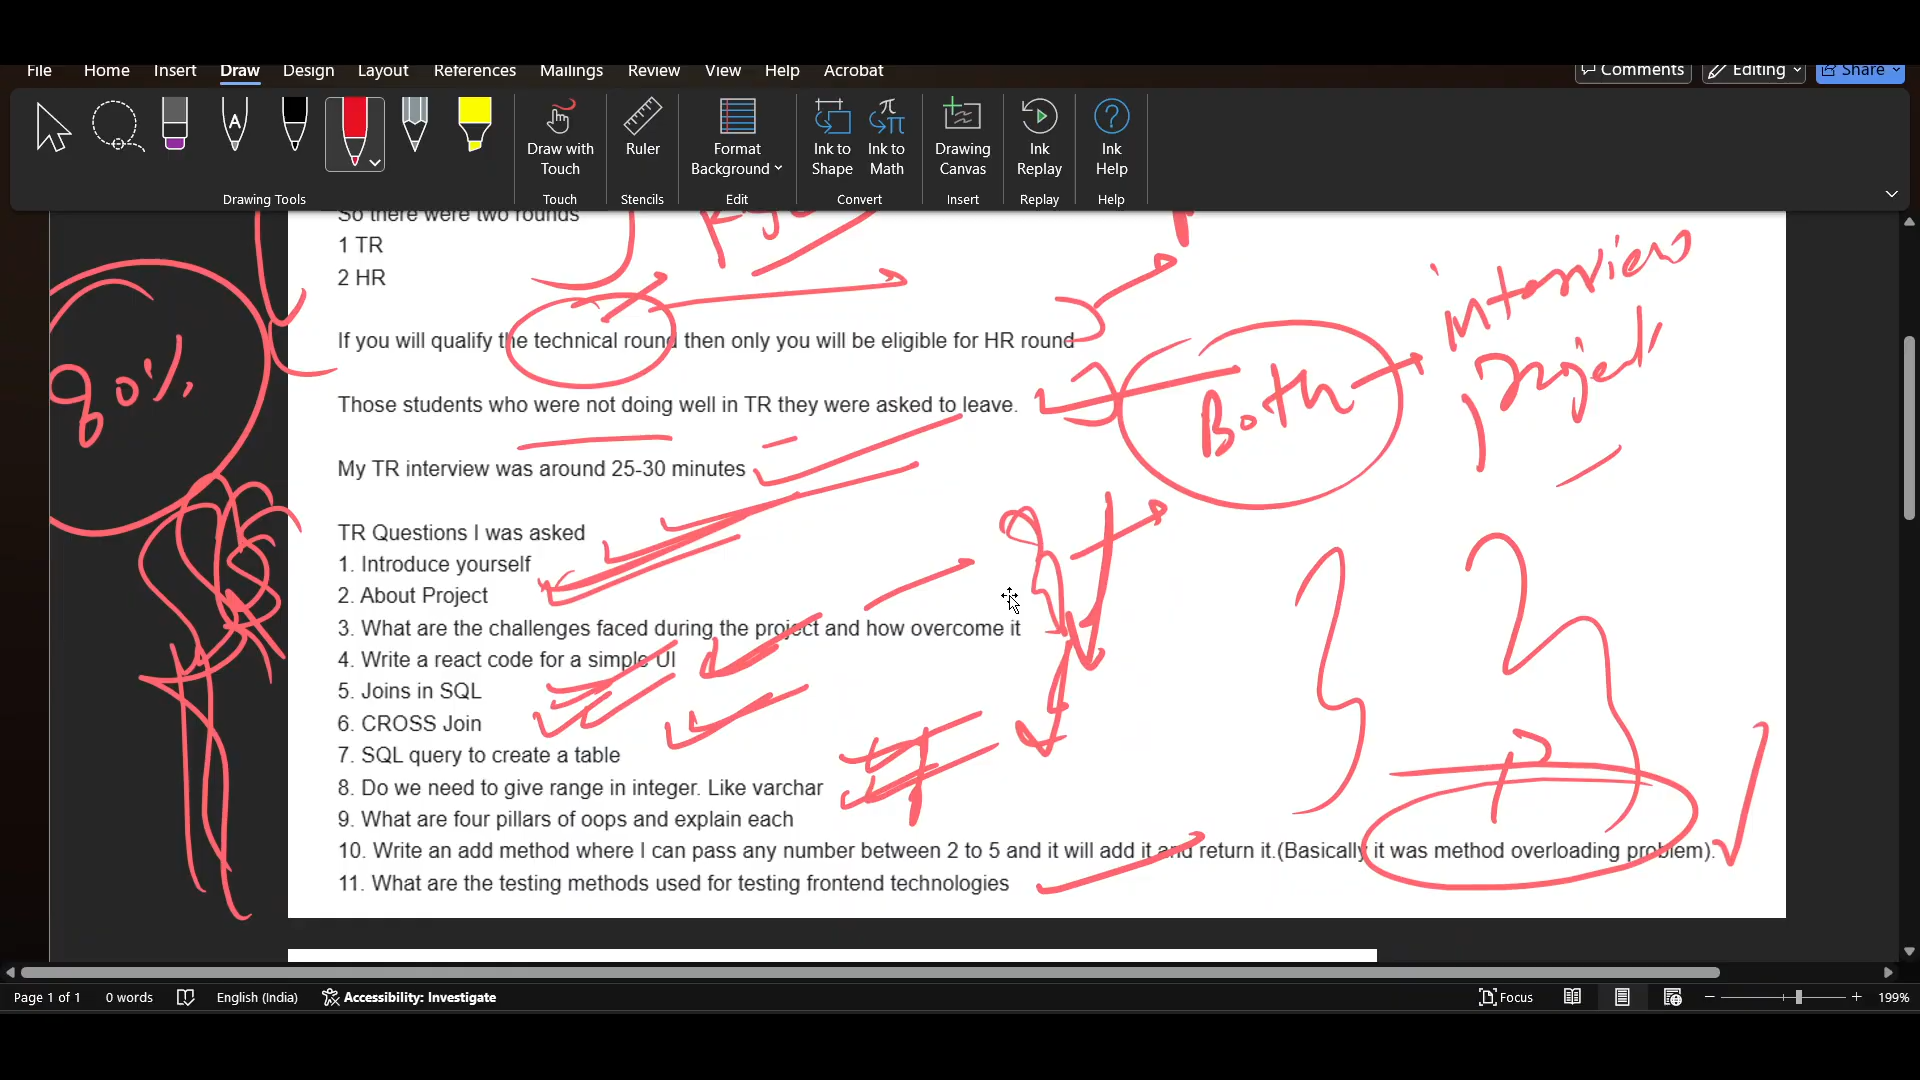 File Home Insert Draw Design Layout References Mailings Review View Help Acrobat Comments Editing Share
Draw with Touch
Ruler
Format Background
Ink to Shape
Ink to Math
Drawing Canvas
Ink Replay
Ink Help
Drawing Tools Touch Stencils Edit Convert Insert Replay Help
So there were two rounds
1 TR
2 HR
If you will qualify the technical round then only you will be eligible for HR round
interview
project
Both
Those students who were not doing well in TR they were asked to leave.
My TR interview was around 25-30 minutes
TR Questions I was asked
1. Introduce yourself
2. About Project
3. What are the challenges faced during the project and how overcome it
4. Write a react code for a simple UI
5. Joins in SQL
6. CROSS Join
7. SQL query to create a table
8. Do we need to give range in integer. Like varchar
9. What are four pillars of oops and explain each
10. Write an add method where I can pass any number between 2 to 5 and it will add it and return it.(Basically it was method overloading problem).
11. What are the testing methods used for testing frontend technologies
Page 1 of 1 0 words English (India) Accessibility: Investigate Focus 199%